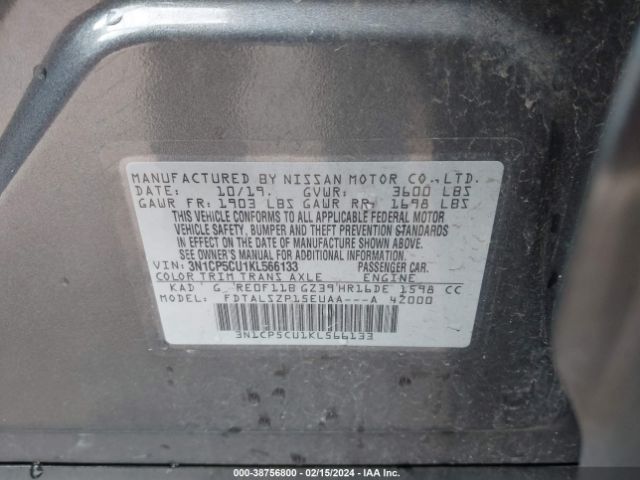 MANUFACTURED BY NISSAN MOTOR CO., LTD.
DATE: 10/19. GVWR: 3600 LBS
GAWR FR: 1903 LBS GAWR RR: 1698 LBS
THIS VEHICLE CONFORMS TO ALL APPLICABLE FEDERAL MOTOR
VEHICLE SAFETY, BUMPER AND THEFT PREVENTION STANDARDS
IN EFFECT ON THE DATE OF MANUFACTURE SHOWN ABOVE.
SEE OWNER'S MANUAL FOR ADDITIONAL INFORMATION.
VIN: 3N1CP5CU1KL566133 PASSENGER CAR.
COLOR TRIM TRANS AXLE ENGINE
KAD G RE0F11B GZ39 HR16DE 1598 CC
MODEL: FDTALSZP15EUAA---A 42000
3N1CP5CU1KL566133
000-38756800 - 02/15/2024 - IAA Inc.